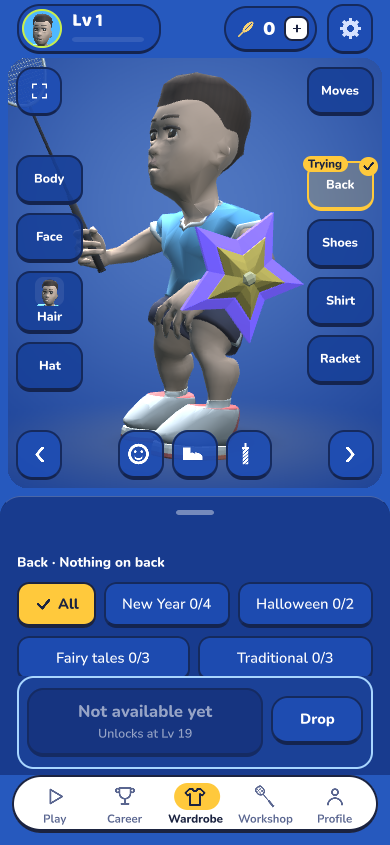 Lv 1
0
+
Moves
Trying
Back
Body
Shoes
Face
Shirt
Hair
Racket
Hat
Back · Nothing on back
All
New Year 0/4
Halloween 0/2
Fairy tales 0/3
Traditional 0/3
Not available yet
Unlocks at Lv 19
Drop
Play
Career
Wardrobe
Workshop
Profile